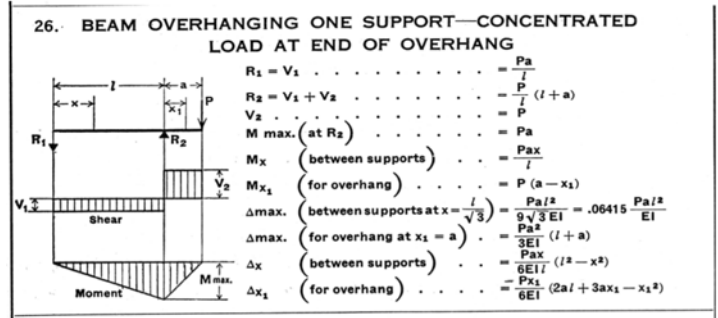 26. BEAM OVERHANGING ONE SUPPORT—CONCENTRATED
LOAD AT END OF OVERHANG
R₁ = V₁ . . . . . . . . . = Pa/l
R₂ = V₁ + V₂ . . . . . . . = P/l (l + a)
V₂ . . . . . . . . . . . = P
M max. (at R₂) . . . . . . = Pa
Mx (between supports) . . = Pax/l
Mx₁ (for overhang) . . . . = P (a — x₁)
Δmax. (between supports at x = l/√3) = Pal²/9√3 EI = .06415 Pal²/EI
Δmax. (for overhang at x₁ = a) . = Pa²/3EI (l + a)
Δx (between supports) . . = Pax/6EIl (l² — x²)
Δx₁ (for overhang) . . . . = Px₁/6EI (2al + 3ax₁ — x₁²)
l
a
x
x₁
P
R₁
R₂
V₁
V₂
Shear
M max.
Moment